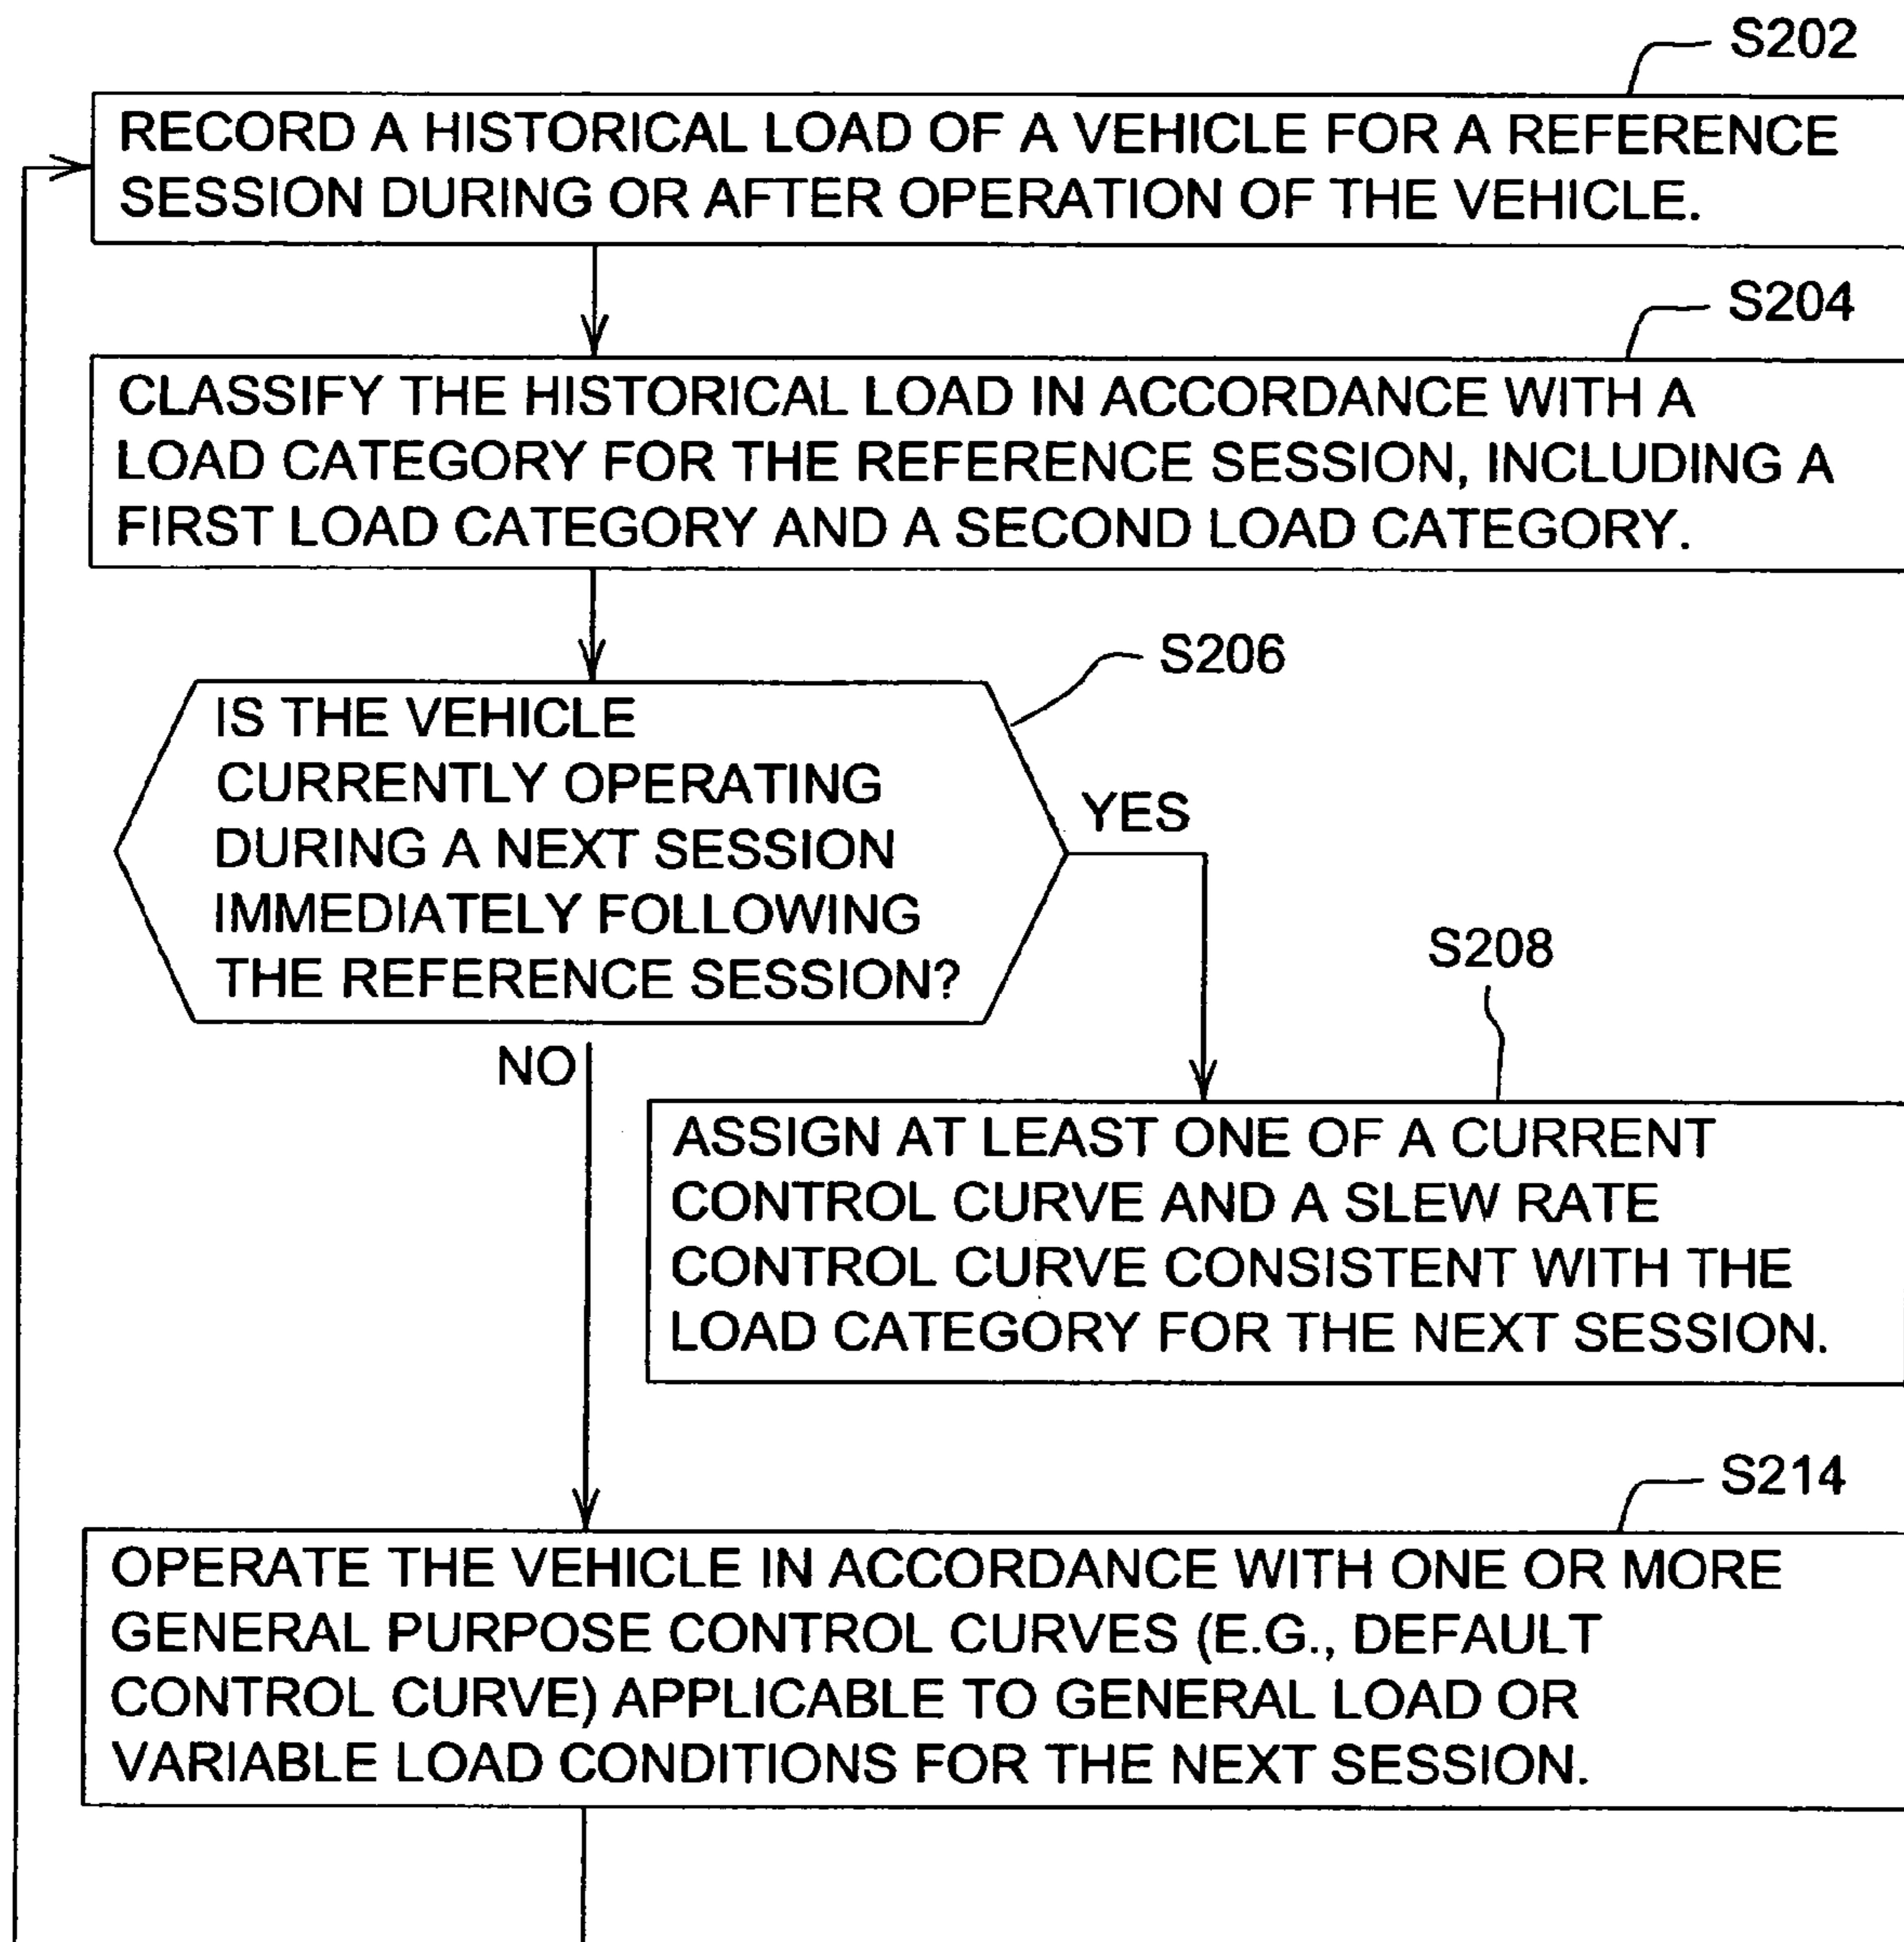 S202
RECORD A HISTORICAL LOAD OF A VEHICLE FOR A REFERENCE
SESSION DURING OR AFTER OPERATION OF THE VEHICLE.
S204
CLASSIFY THE HISTORICAL LOAD IN ACCORDANCE WITH A
LOAD CATEGORY FOR THE REFERENCE SESSION, INCLUDING A
FIRST LOAD CATEGORY AND A SECOND LOAD CATEGORY.
S206
IS THE VEHICLE
CURRENTLY OPERATING
DURING A NEXT SESSION
IMMEDIATELY FOLLOWING
THE REFERENCE SESSION?
YES
NO
S208
ASSIGN AT LEAST ONE OF A CURRENT
CONTROL CURVE AND A SLEW RATE
CONTROL CURVE CONSISTENT WITH THE
LOAD CATEGORY FOR THE NEXT SESSION.
S214
OPERATE THE VEHICLE IN ACCORDANCE WITH ONE OR MORE
GENERAL PURPOSE CONTROL CURVES (E.G., DEFAULT
CONTROL CURVE) APPLICABLE TO GENERAL LOAD OR
VARIABLE LOAD CONDITIONS FOR THE NEXT SESSION.